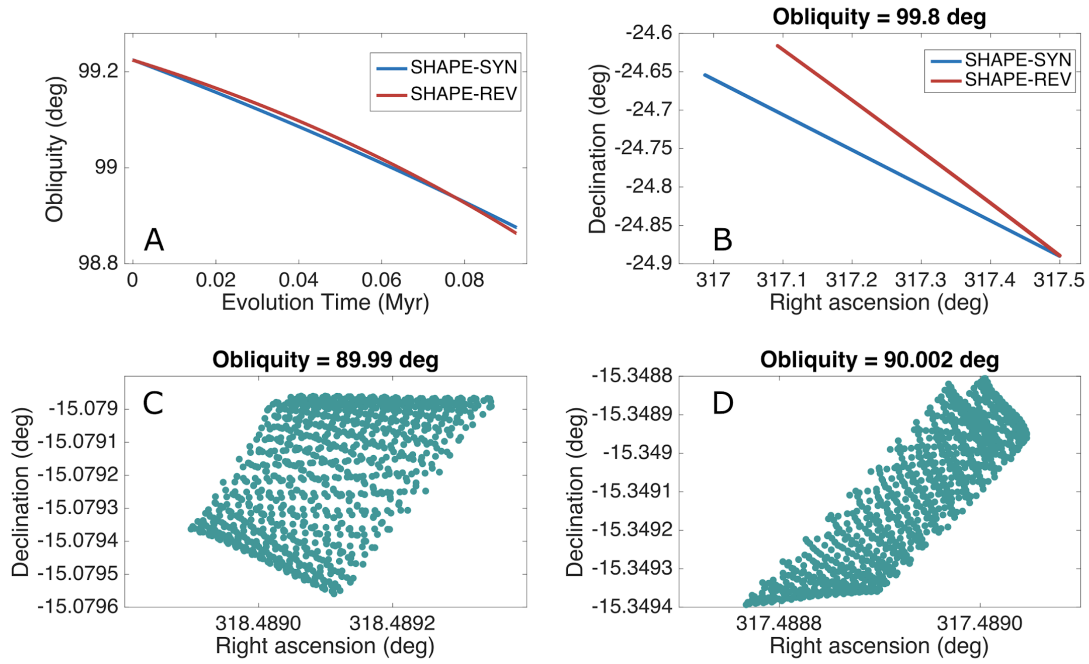 Obliquity (deg)
99.2
99
98.8
SHAPE-SYN
SHAPE-REV
A
0
0.02
0.04
0.06
0.08
Evolution Time (Myr)
Obliquity = 99.8 deg
Declination (deg)
-24.6
-24.65
-24.7
-24.75
-24.8
-24.85
-24.9
SHAPE-SYN
SHAPE-REV
B
317
317.1
317.2
317.3
317.4
317.5
Right ascension (deg)
Obliquity = 89.99 deg
Declination (deg)
-15.079
-15.0791
-15.0792
-15.0793
-15.0794
-15.0795
-15.0796
C
318.4890
318.4892
Right ascension (deg)
Obliquity = 90.002 deg
Declination (deg)
-15.3488
-15.3489
-15.349
-15.3491
-15.3492
-15.3493
-15.3494
D
317.4888
317.4890
Right ascension (deg)